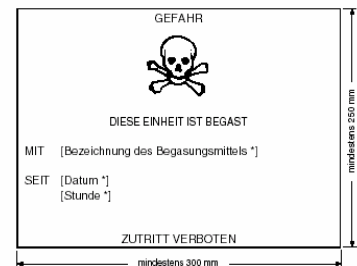 GEFAHR
DIESE EINHEIT IST BEGAST
MIT [Bezeichnung des Begasungsmittels *]
SEIT [Datum *]
[Stunde *]
ZUTRITT VERBOTEN
mindestens 250 mm
mindestens 300 mm